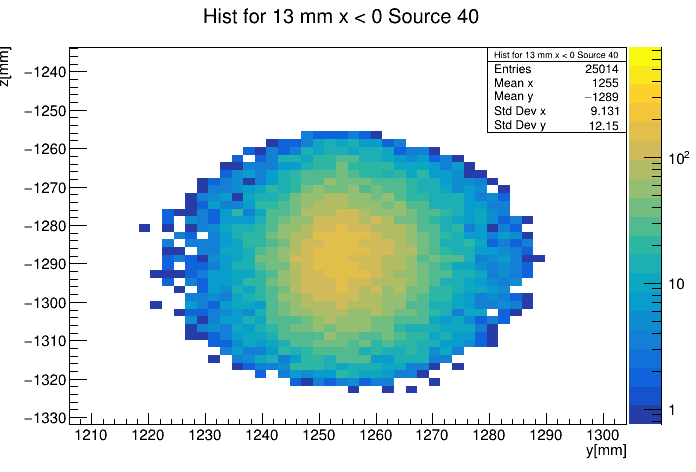 Hist for 13 mm x < 0 Source 40
z[mm]
Hist for 13 mm x < 0 Source 40
Entries 25014
Mean x 1255
Mean y −1289
Std Dev x 9.131
Std Dev y 12.15
−1240
−1250
−1260
−1270
−1280
−1290
−1300
−1310
−1320
−1330
1210 1220 1230 1240 1250 1260 1270 1280 1290 1300
y[mm]
10²
10
1